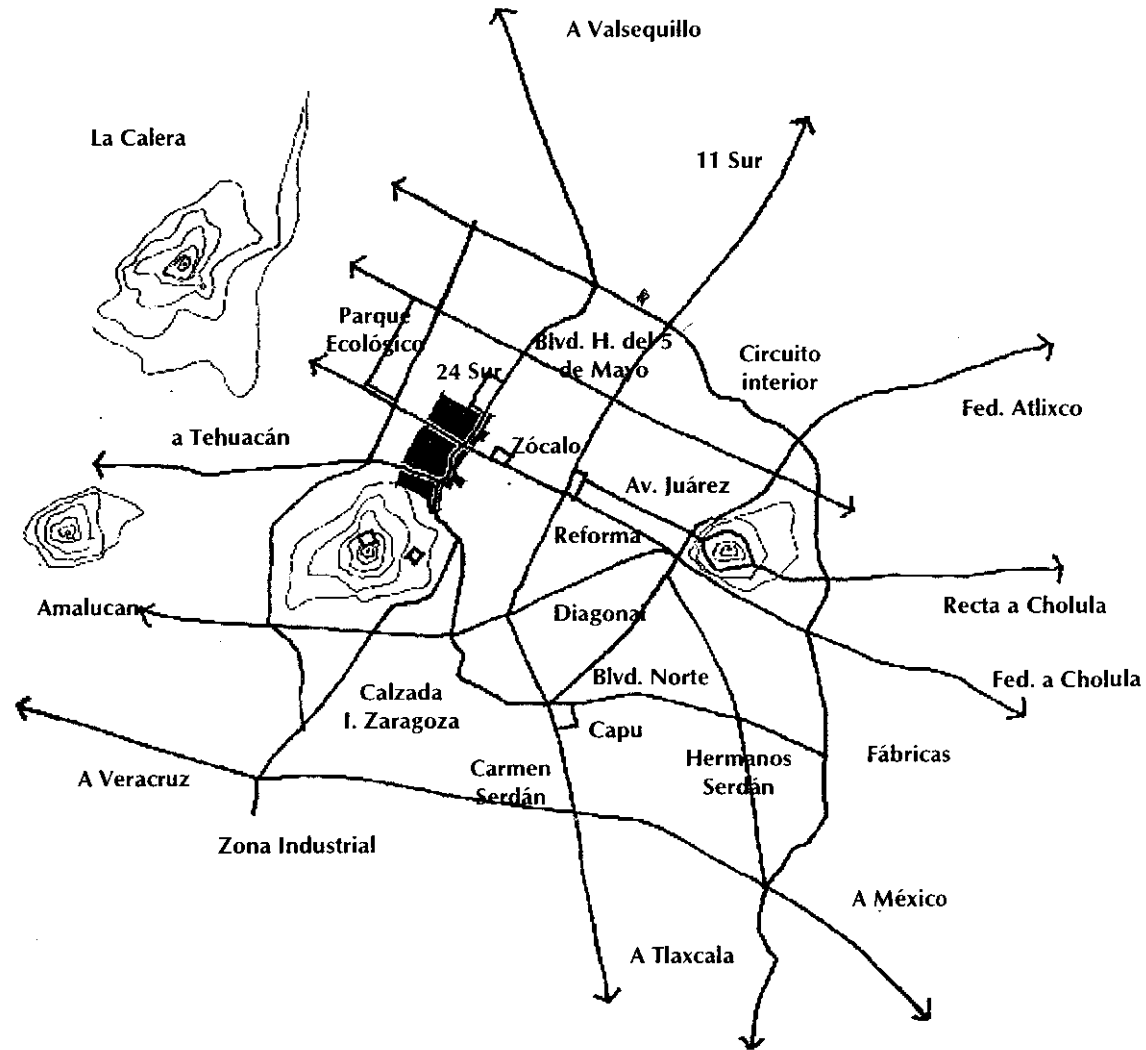 A Valsequillo
La Calera
11 Sur
Parque
Ecológico
Blvd. H. del 5
de Mayo
Circuito
interior
24 Sur
Fed. Atlixco
a Tehuacán
Zócalo
Av. Juárez
Reforma
Amalucan
Diagonal
Recta a Cholula
Blvd. Norte
Fed. a Cholula
Calzada
I. Zaragoza
Capu
A Veracruz
Carmen
Serdán
Hermanos
Serdán
Fábricas
Zona Industrial
A México
A Tlaxcala